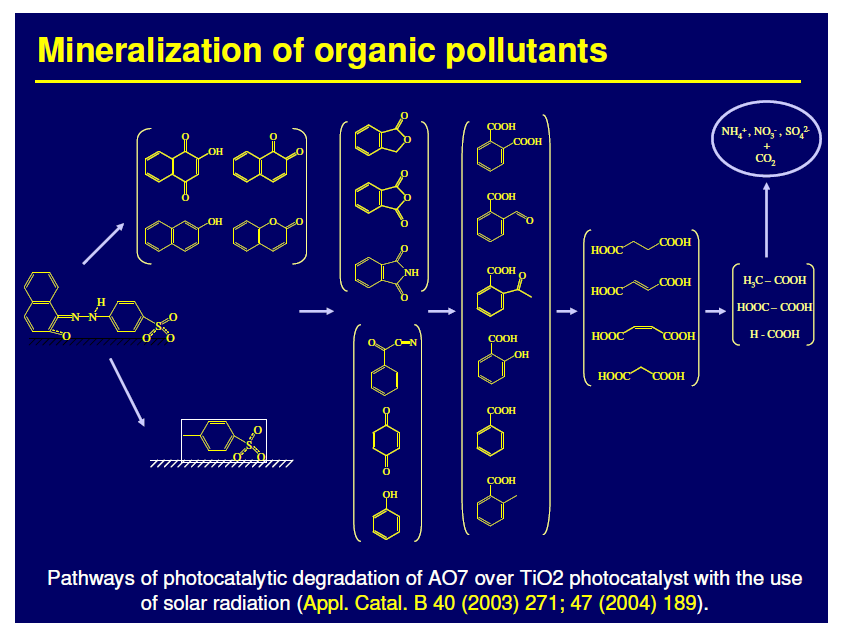 Mineralization of organic pollutants
O
OH
O
O
O
OH
O
O
H
N
N
O
S
O
O
O
S
O
O
O
O
O
O
O
O
O
NH
O
O
C
N
O
O
OH
COOH
COOH
COOH
O
COOH
O
COOH
OH
COOH
COOH
HOOC
COOH
HOOC
COOH
HOOC
COOH
HOOC
COOH
H3C – COOH
HOOC – COOH
H - COOH
NH4+, NO3-, SO42-
+
CO2
Pathways of photocatalytic degradation of AO7 over TiO2 photocatalyst with the use
of solar radiation (Appl. Catal. B 40 (2003) 271; 47 (2004) 189).